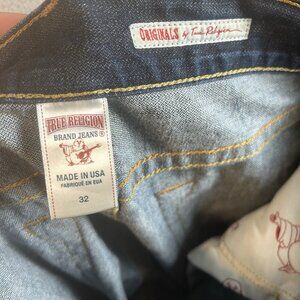 ORIGINALS by True Religion
TRUE RELIGION
BRAND JEANS
MADE IN USA
FABRIQUÉ EN EUA
32